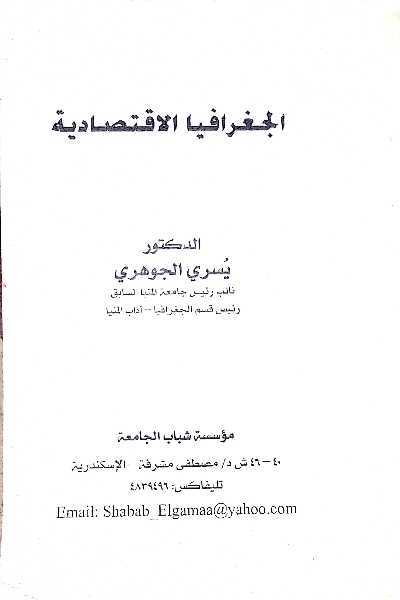 الجغرافيا الاقتصادية
الدكتور
يُسري الجوهري
نائب رئيس جامعة المنيا السابق
رئيس قسم الجغرافيا – آداب المنيا
مؤسسة شباب الجامعة
٤٠ – ٤٦ ش د/ مصطفى مشرفة الإسكندرية
تليفاكس: ٤٨٣٩٤٩٦
Email: Shabab_Elgamaa@yahoo.com